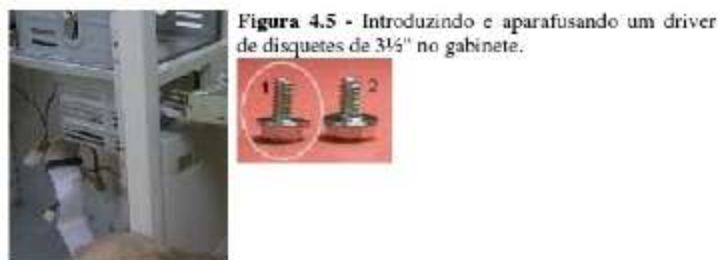 Figura 4.5 - Introduzindo e aparafusando um driver
de disquetes de 3½" no gabinete.
1 2